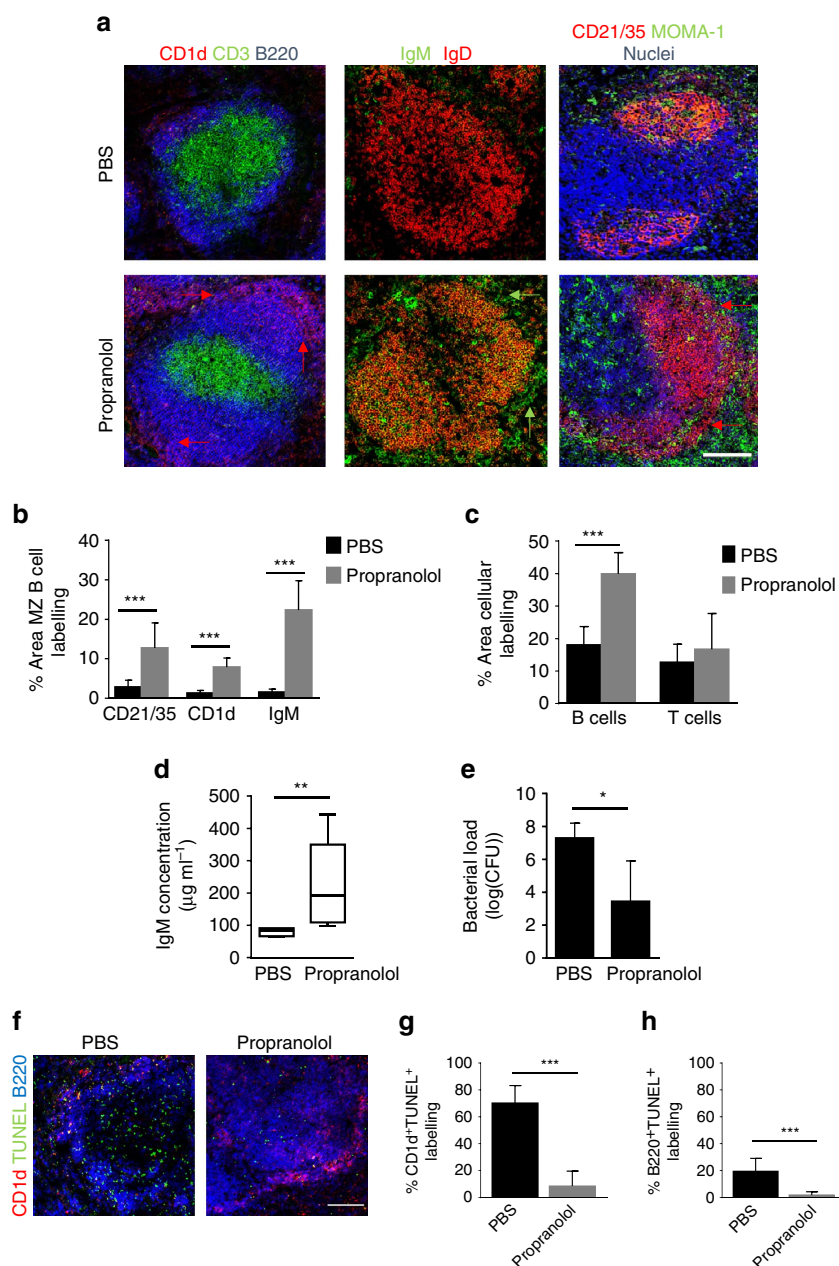 a
CD1d CD3 B220
IgM IgD
CD21/35 MOMA-1
Nuclei
PBS
Propranolol
b
% Area MZ B cell
labelling
40
30
20
10
0
***
***
***
CD21/35
CD1d
IgM
PBS
Propranolol
c
% Area cellular
labelling
50
40
30
20
10
0
***
B cells
T cells
PBS
Propranolol
d
IgM concentration
(μg ml⁻¹)
500
400
300
200
100
0
**
PBS
Propranolol
e
Bacterial load
(log(CFU))
10
8
6
4
2
0
*
PBS
Propranolol
f
PBS
Propranolol
CD1d TUNEL B220
g
% CD1d⁺TUNEL⁺
labelling
100
80
60
40
20
0
***
PBS
Propranolol
h
% B220⁺TUNEL⁺
labelling
100
80
60
40
20
0
***
PBS
Propranolol